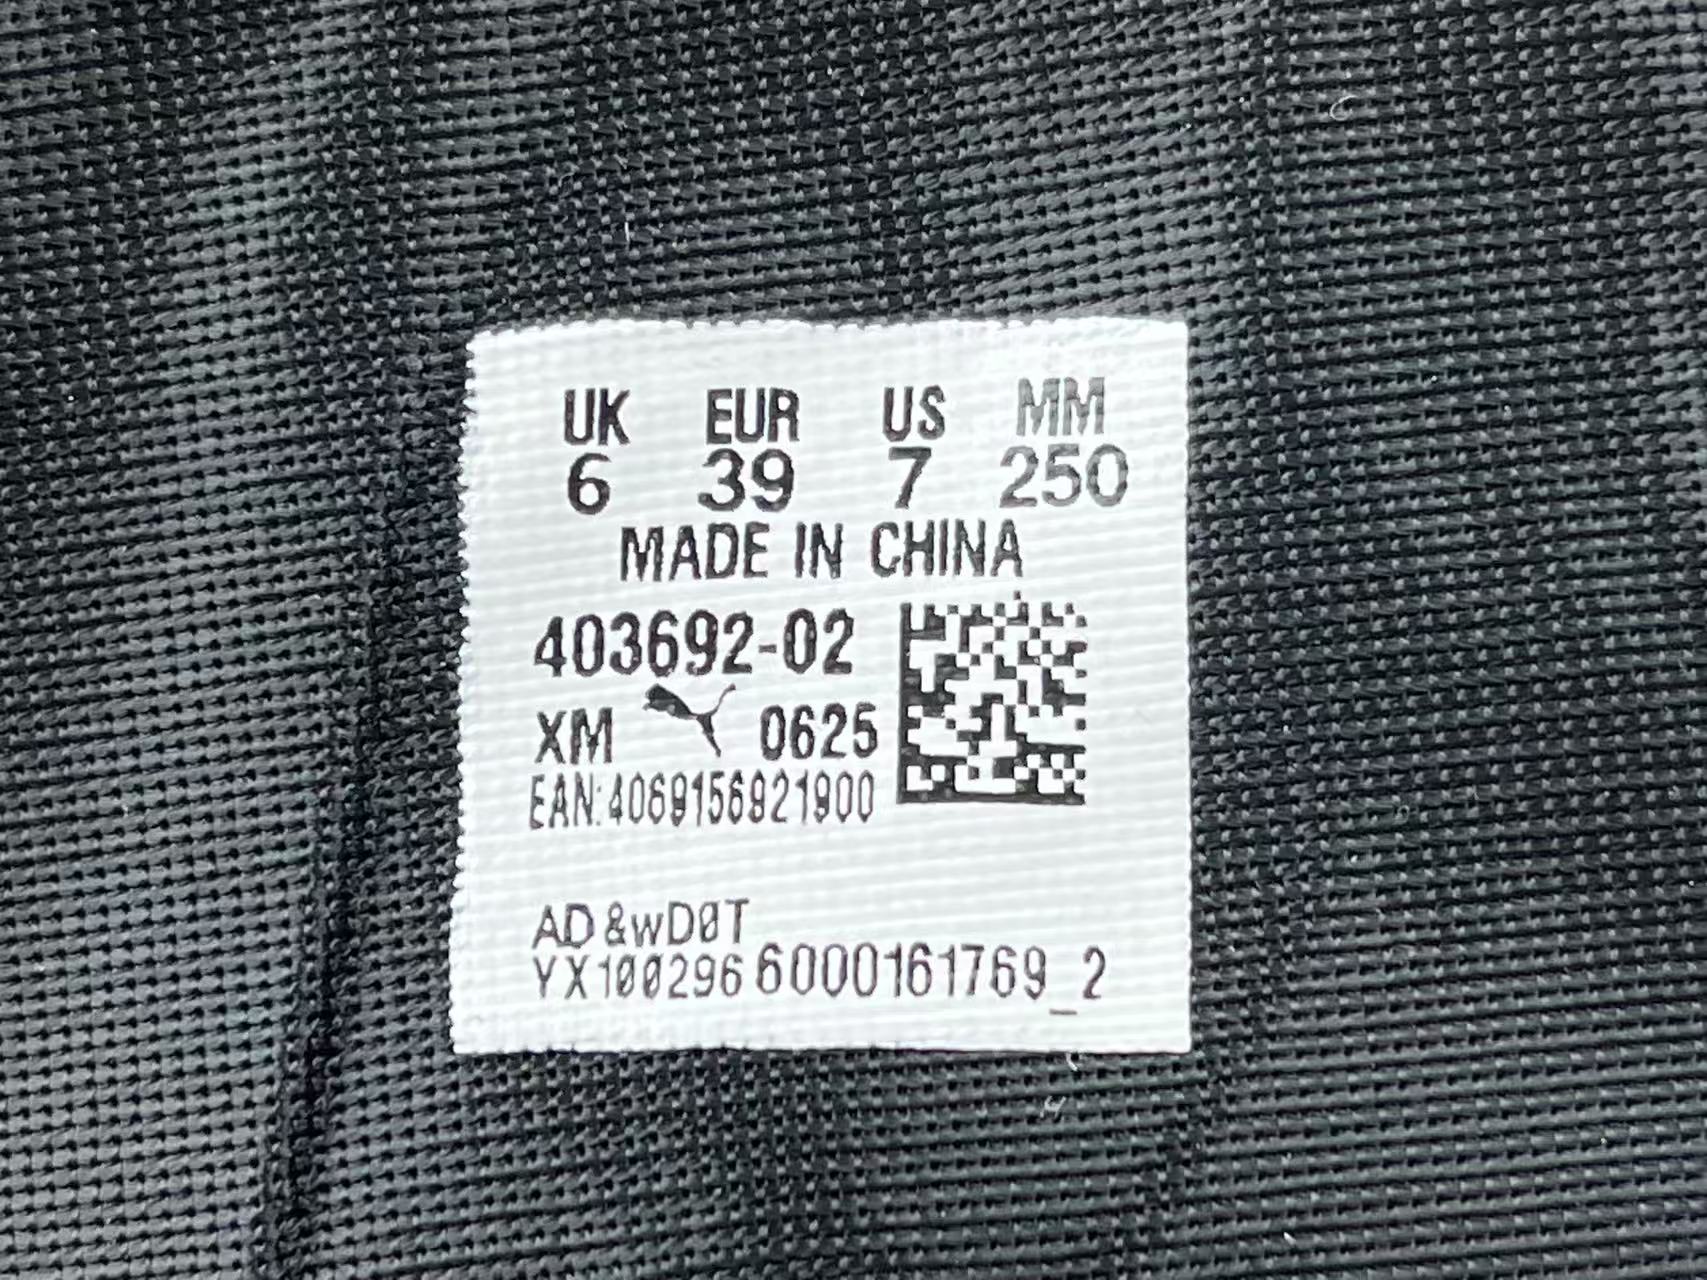 UK EUR US MM
6 39 7 250
MADE IN CHINA
403692-02
XM 0625
EAN:4069156921900
AD&wD0T
YX100296 6000161769_2